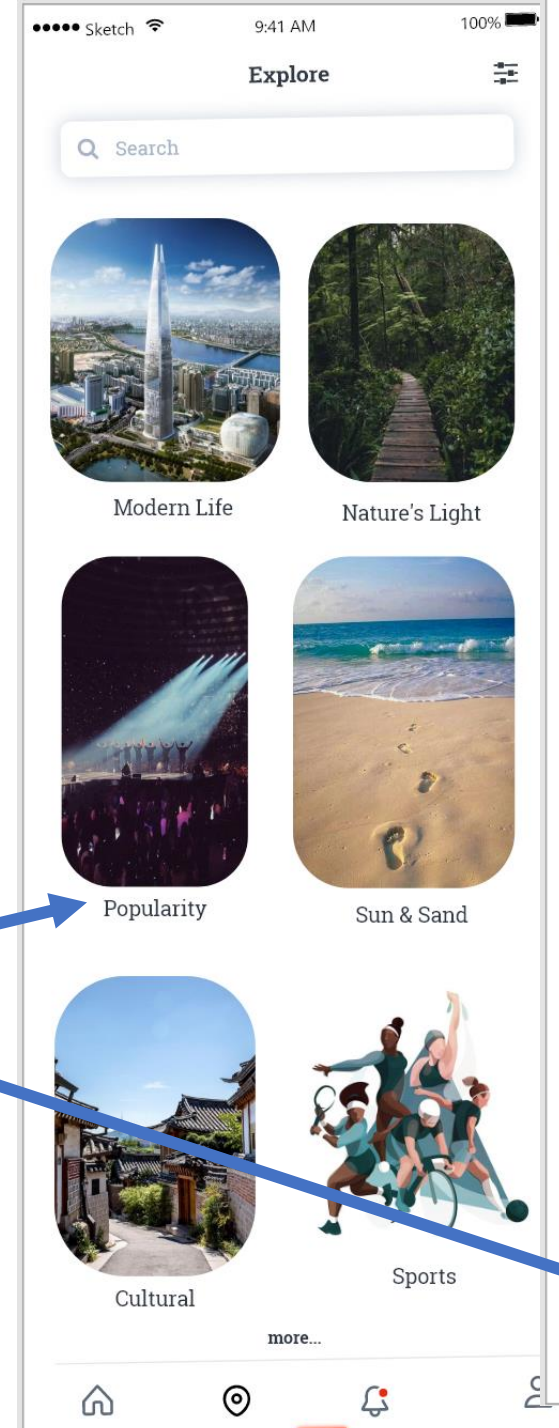 Sketch 9:41 AM 100%
Explore
Search
Modern Life Nature's Light
Popularity Sun & Sand
Cultural Sports
more...